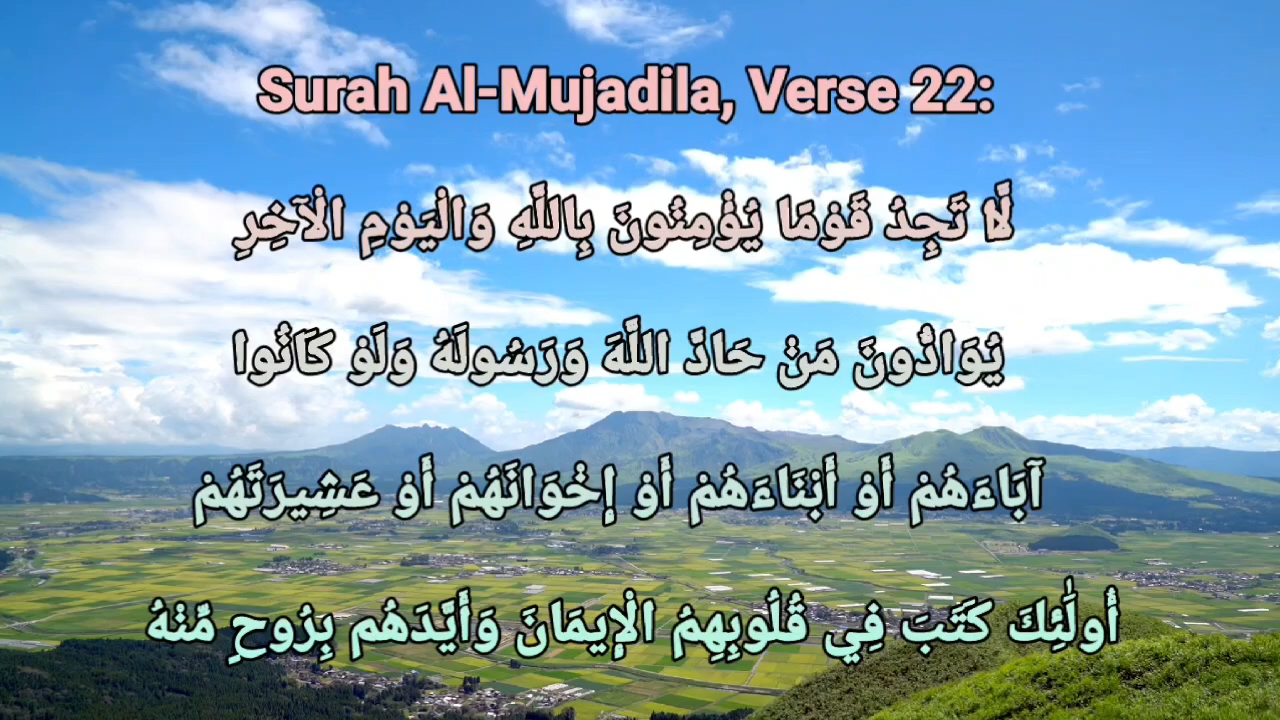 Surah Al-Mujadila, Verse 22:
لَّا تَجِدُ قَوْمًا يُؤْمِنُونَ بِاللَّهِ وَالْيَوْمِ الْآخِرِ
يُوَادُّونَ مَنْ حَادَّ اللَّهَ وَرَسُولَهُ وَلَوْ كَانُوا
آبَاءَهُمْ أَوْ أَبْنَاءَهُمْ أَوْ إِخْوَانَهُمْ أَوْ عَشِيرَتَهُمْ
أُولَٰئِكَ كَتَبَ فِي قُلُوبِهِمُ الْإِيمَانَ وَأَيَّدَهُم بِرُوحٍ مِّنْهُ